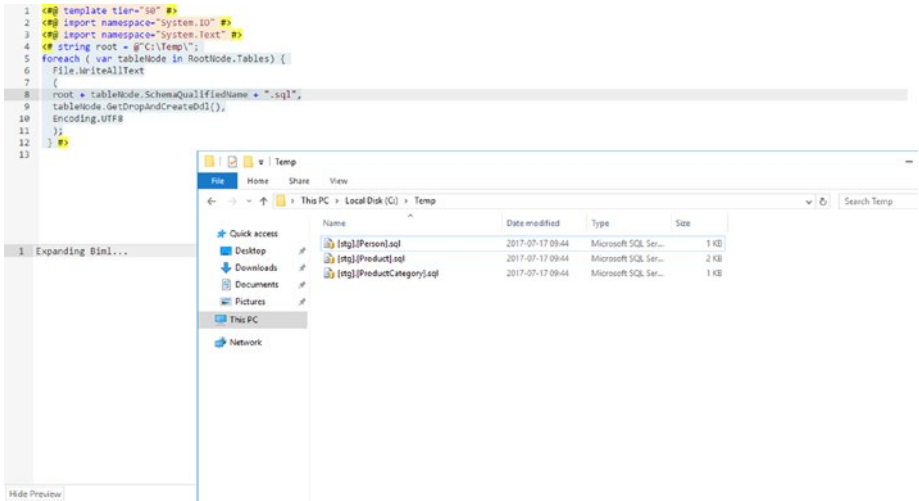 1 <#@ template tier="50" #>
2 <#@ import namespace="System.IO" #>
3 <#@ import namespace="System.Text" #>
4 <# string root = @"C:\Temp\";
5 foreach ( var tableNode in RootNode.Tables) {
6 File.WriteAllText
7 (
8 root + tableNode.SchemaQualifiedName + ".sql",
9 tableNode.GetDropAndCreateDdl(),
10 Encoding.UTF8
11 );
12 } #>
13
Temp
File Home Share View
This PC > Local Disk (C:) > Temp
Search Temp
Name Date modified Type Size
Quick access
[stg].[Person].sql 2017-07-17 09:44 Microsoft SQL Ser... 1 KB
1 Expanding Biml...
Desktop
[stg].[Product].sql 2017-07-17 09:44 Microsoft SQL Ser... 2 KB
Downloads
[stg].[ProductCategory].sql 2017-07-17 09:44 Microsoft SQL Ser... 1 KB
Documents
Pictures
This PC
Network
Hide Preview